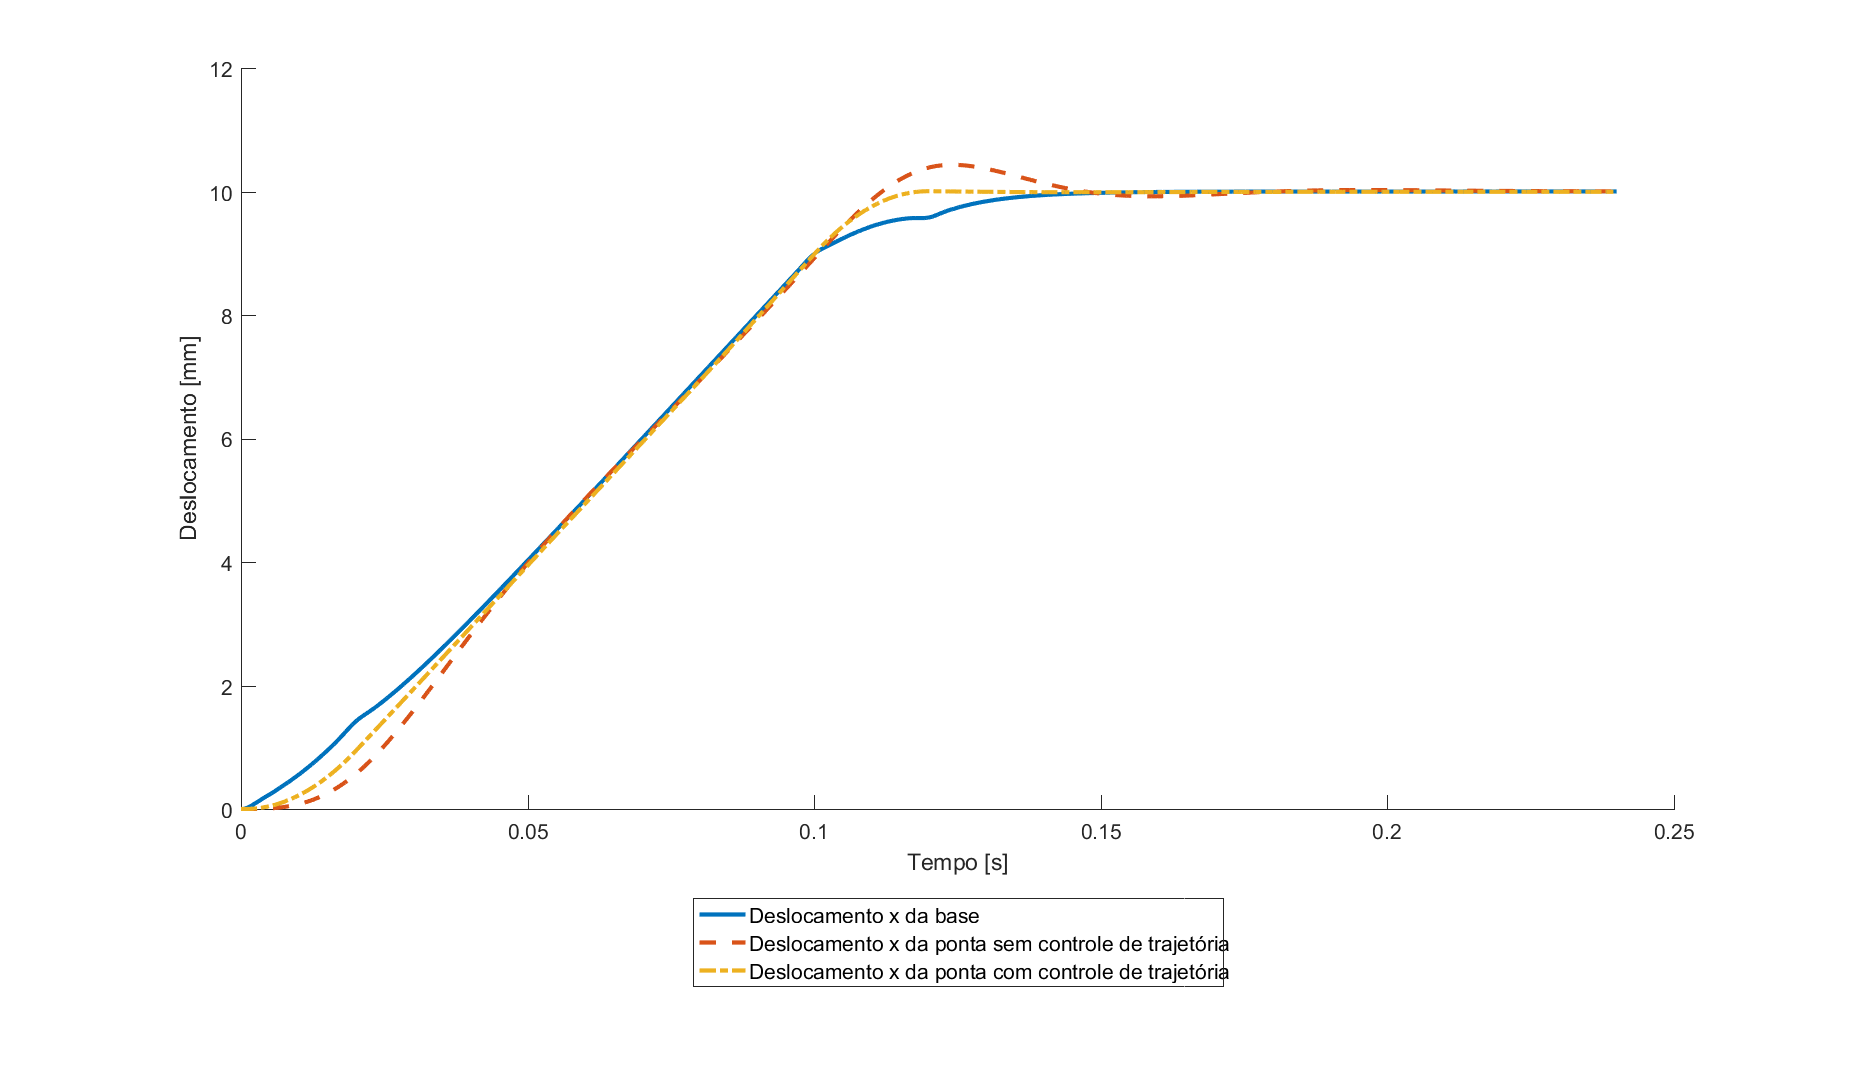 12
10
8
6
4
2
0
Deslocamento [mm]
0 0.05 0.1 0.15 0.2 0.25
Tempo [s]
Deslocamento x da base
Deslocamento x da ponta sem controle de trajetória
Deslocamento x da ponta com controle de trajetória